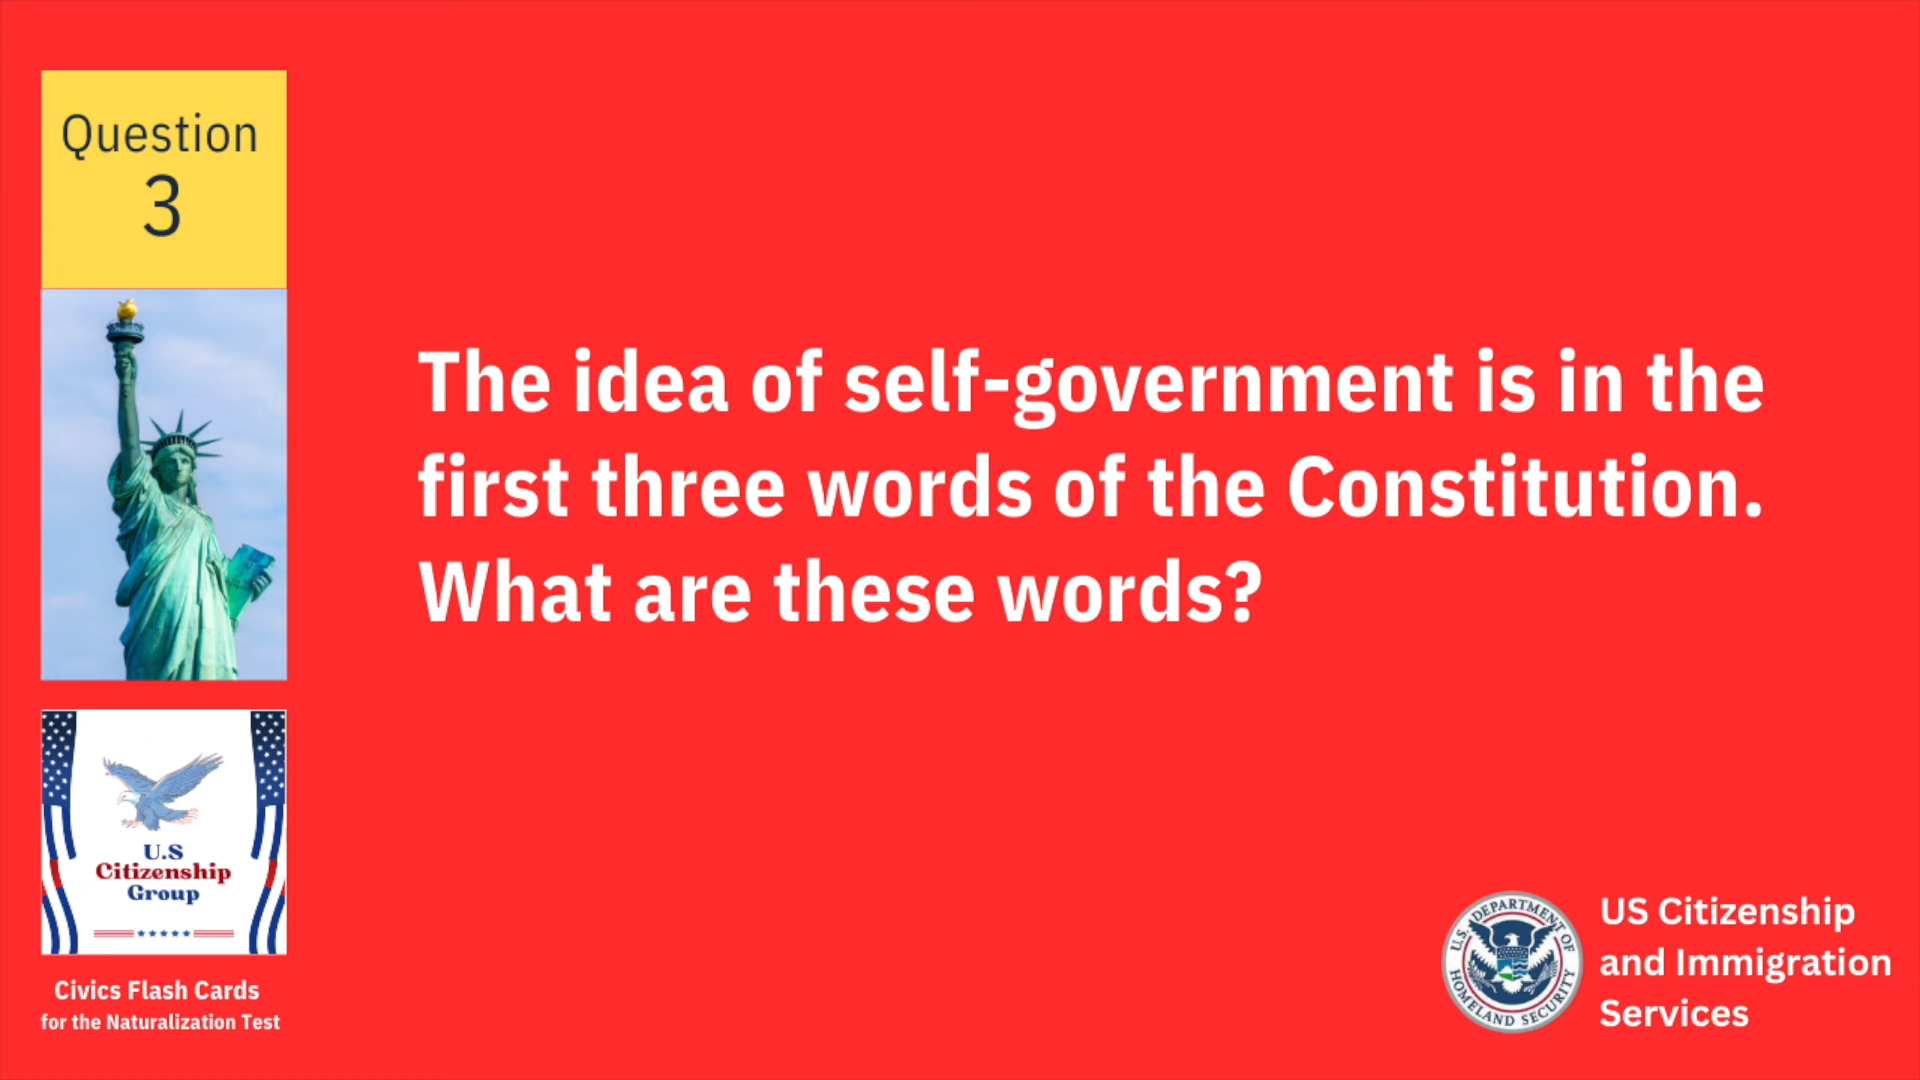 Question
3
The idea of self-government is in the
first three words of the Constitution.
What are these words?
U.S
Citizenship
Group
Civics Flash Cards
for the Naturalization Test
U.S. DEPARTMENT OF
HOMELAND SECURITY
US Citizenship
and Immigration
Services